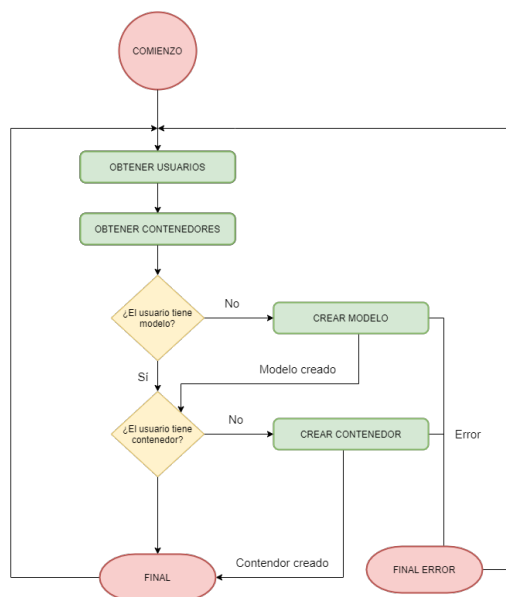 COMIENZO
OBTENER USUARIOS
OBTENER CONTENEDORES
¿El usuario tiene
modelo?
No
CREAR MODELO
Modelo creado
Sí
¿El usuario tiene
contenedor?
No
CREAR CONTENEDOR
Error
Contendor creado
FINAL
FINAL ERROR